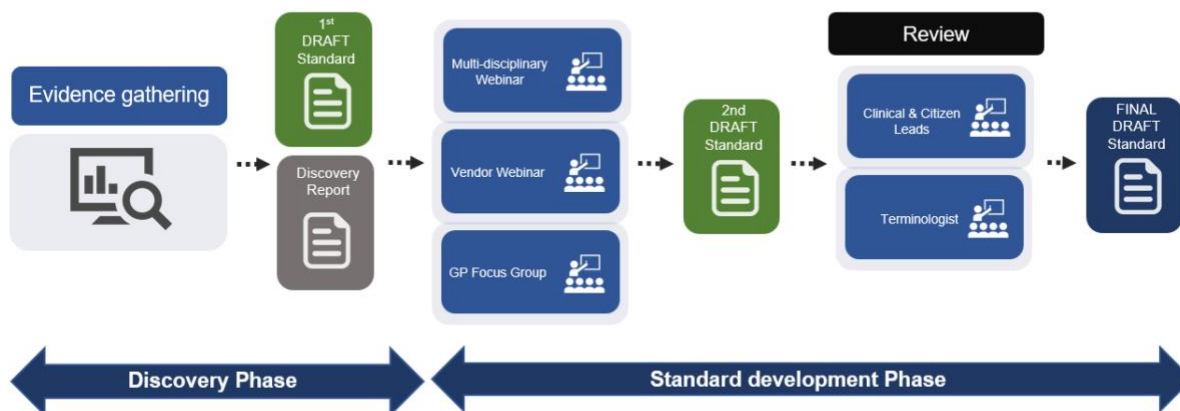 Evidence gathering
1st
DRAFT
Standard
Discovery
Report
Multi-disciplinary
Webinar
Vendor Webinar
GP Focus Group
2nd
DRAFT
Standard
Review
Clinical & Citizen
Leads
Terminologist
FINAL
DRAFT
Standard
Discovery Phase
Standard development Phase